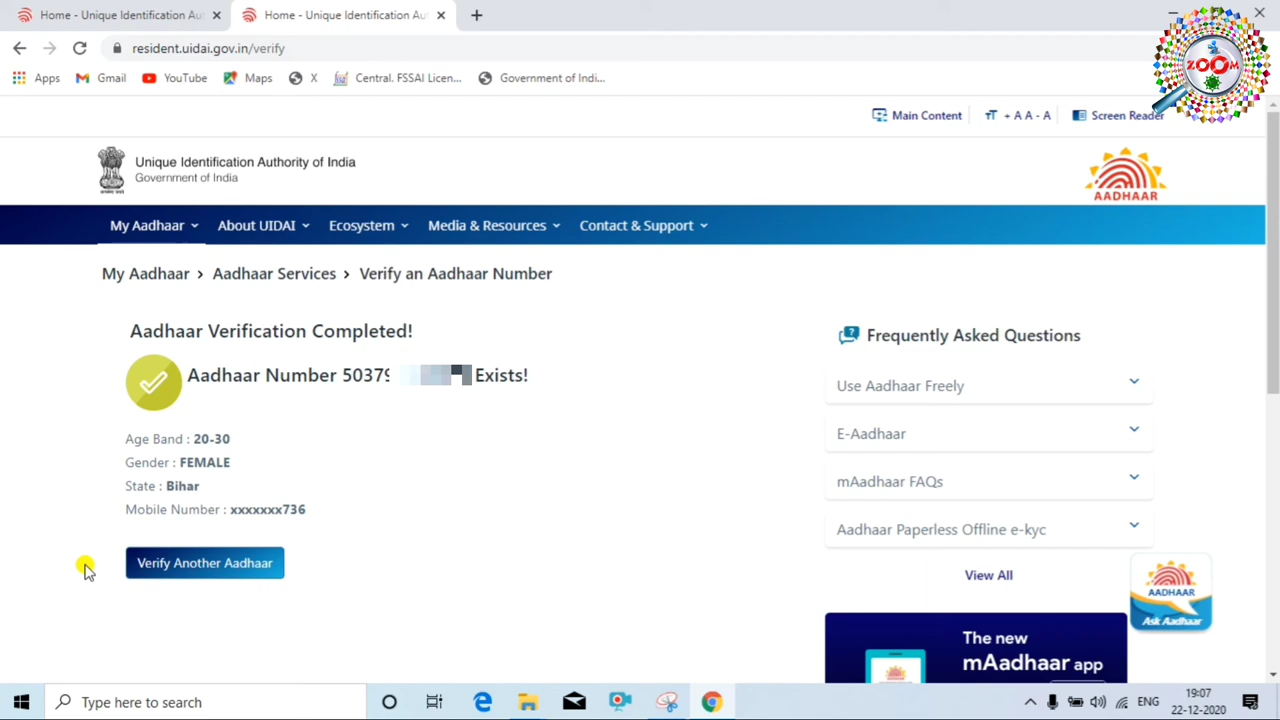 Home - Unique Identification Aut
Home - Unique Identification Aut
resident.uidai.gov.in/verify
Apps
Gmail
YouTube
Maps
X
Central. FSSAI Licen...
Government of Indi...
ZOOM
Main Content
TT + A A - A
Screen Reader
Unique Identification Authority of India
Government of India
AADHAAR
My Aadhaar
About UIDAI
Ecosystem
Media & Resources
Contact & Support
My Aadhaar > Aadhaar Services > Verify an Aadhaar Number
Aadhaar Verification Completed!
Aadhaar Number 50379 Exists!
Age Band : 20-30
Gender : FEMALE
State : Bihar
Mobile Number : xxxxxxx736
Verify Another Aadhaar
Frequently Asked Questions
Use Aadhaar Freely
E-Aadhaar
mAadhaar FAQs
Aadhaar Paperless Offline e-kyc
View All
AADHAAR
Ask Aadhaar
The new
mAadhaar app
Type here to search
ENG
19:07
22-12-2020